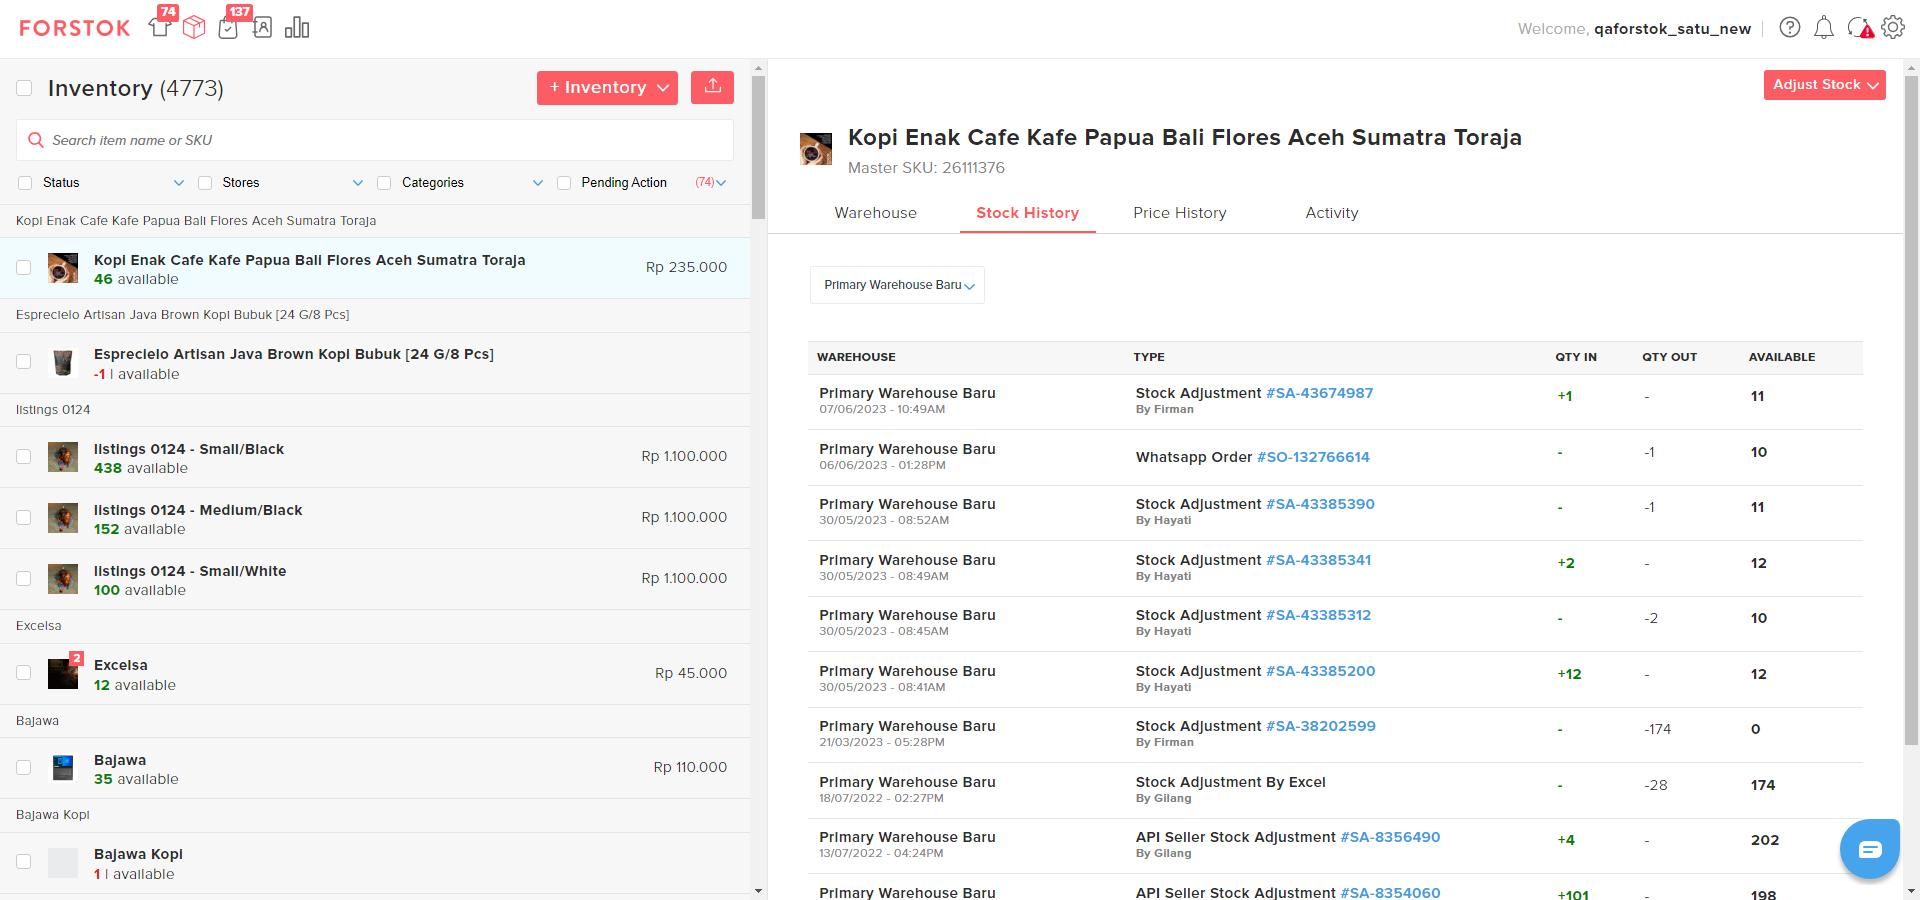 FORSTOK
74
137
Welcome, qaforstok_satu_new
Inventory (4773)
+ Inventory
Search item name or SKU
Status
Stores
Categories
Pending Action
(74)
Kopi Enak Cafe Kafe Papua Bali Flores Aceh Sumatra Toraja
Kopi Enak Cafe Kafe Papua Bali Flores Aceh Sumatra Toraja
46 available
Rp 235.000
Esprecielo Artisan Java Brown Kopi Bubuk [24 G/8 Pcs]
Esprecielo Artisan Java Brown Kopi Bubuk [24 G/8 Pcs]
-1 | available
listings 0124
listings 0124 - Small/Black
438 available
Rp 1.100.000
listings 0124 - Medium/Black
152 available
Rp 1.100.000
listings 0124 - Small/White
100 available
Rp 1.100.000
Excelsa
2
Excelsa
12 available
Rp 45.000
Bajawa
Bajawa
35 available
Rp 110.000
Bajawa Kopi
Bajawa Kopi
1 | available
Adjust Stock
Kopi Enak Cafe Kafe Papua Bali Flores Aceh Sumatra Toraja
Master SKU: 26111376
Warehouse
Stock History
Price History
Activity
Primary Warehouse Baru
WAREHOUSE TYPE QTY IN QTY OUT AVAILABLE
Primary Warehouse Baru
07/06/2023 - 10:49AM
Stock Adjustment #SA-43674987
By Firman
+1 - 11
Primary Warehouse Baru
06/06/2023 - 01:28PM
Whatsapp Order #SO-132766614
- -1 10
Primary Warehouse Baru
30/05/2023 - 08:52AM
Stock Adjustment #SA-43385390
By Hayati
- -1 11
Primary Warehouse Baru
30/05/2023 - 08:49AM
Stock Adjustment #SA-43385341
By Hayati
+2 - 12
Primary Warehouse Baru
30/05/2023 - 08:45AM
Stock Adjustment #SA-43385312
By Hayati
- -2 10
Primary Warehouse Baru
30/05/2023 - 08:41AM
Stock Adjustment #SA-43385200
By Hayati
+12 - 12
Primary Warehouse Baru
21/03/2023 - 05:28PM
Stock Adjustment #SA-38202599
By Firman
- -174 0
Primary Warehouse Baru
18/07/2022 - 02:27PM
Stock Adjustment By Excel
By Gilang
- -28 174
Primary Warehouse Baru
13/07/2022 - 04:24PM
API Seller Stock Adjustment #SA-8356490
By Gilang
+4 - 202
Primary Warehouse Baru
API Seller Stock Adjustment #SA-8354060
+101 - 198